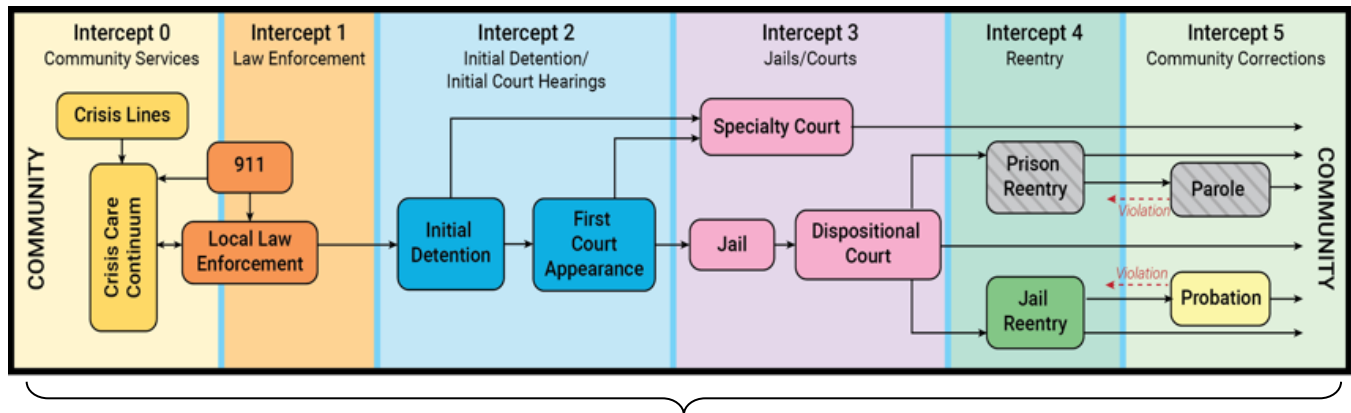 Intercept 0
Community Services
Intercept 1
Law Enforcement
Intercept 2
Initial Detention/
Initial Court Hearings
Intercept 3
Jails/Courts
Intercept 4
Reentry
Intercept 5
Community Corrections
COMMUNITY
Crisis Lines
Crisis Care
Continuum
911
Local Law
Enforcement
Initial
Detention
First
Court
Appearance
Specialty Court
Jail
Dispositional
Court
Prison
Reentry
Jail
Reentry
Violation
Parole
Violation
Probation
COMMUNITY